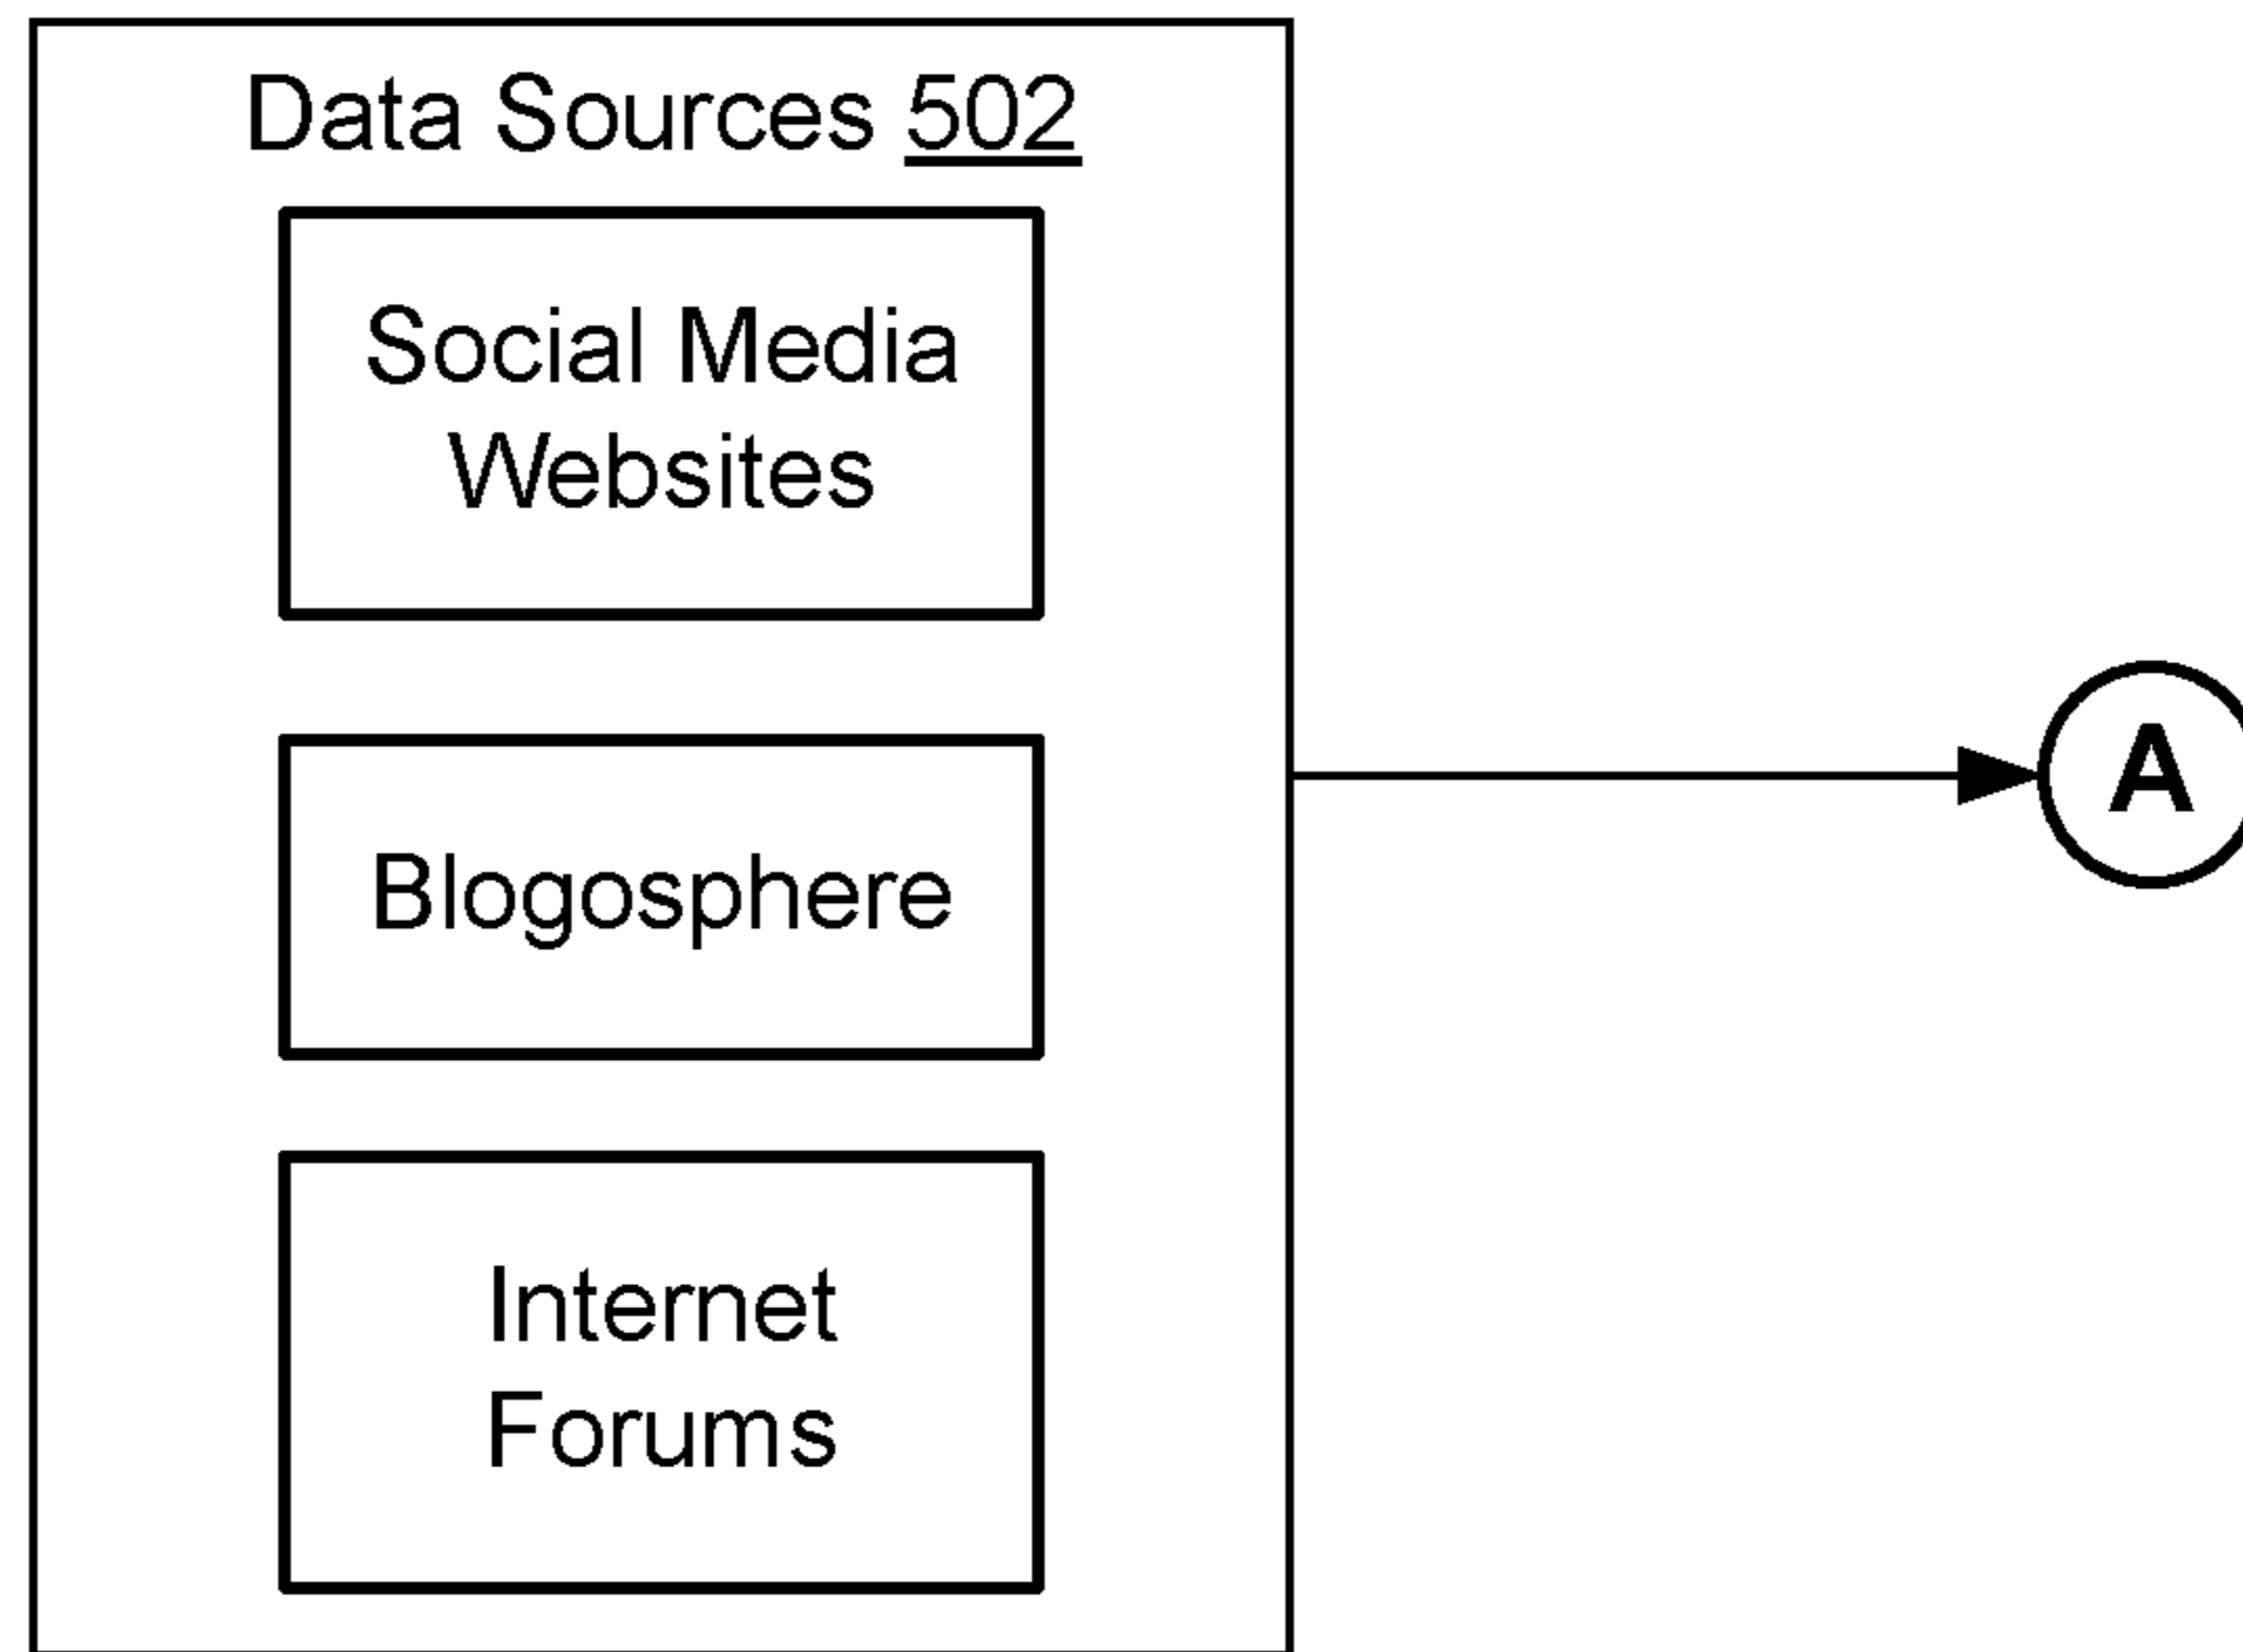 Data Sources 502
Social Media
Websites
Blogosphere
Internet
Forums
A